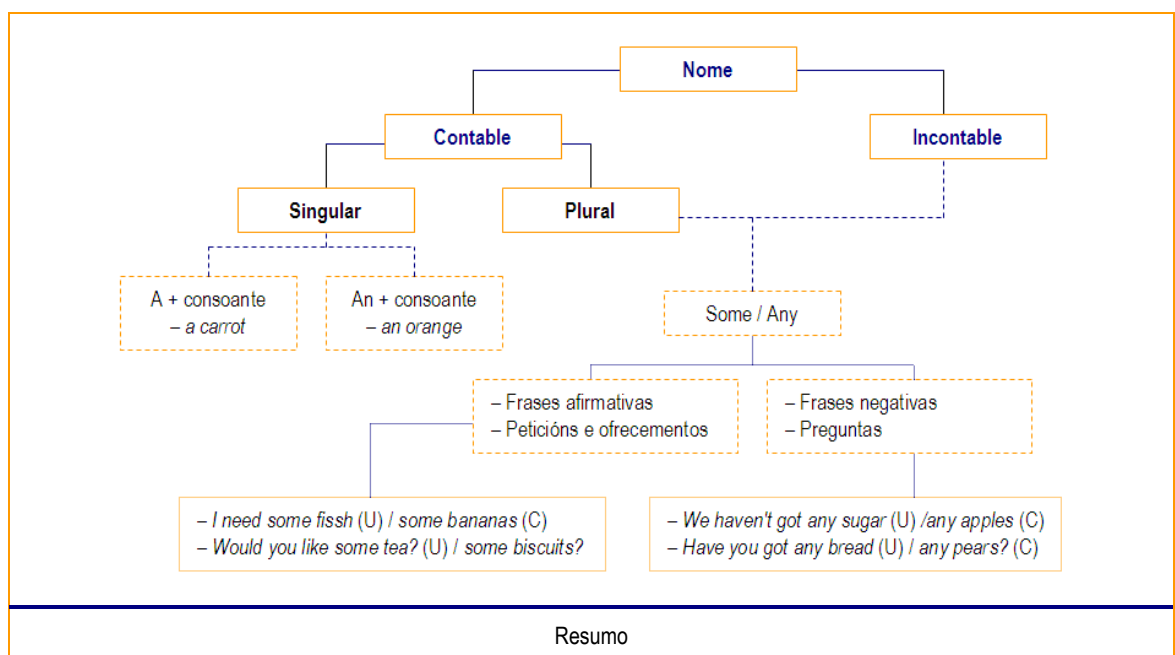 Nome
Contable
Incontable
Singular
Plural
A + consoante
– a carrot
An + consoante
– an orange
Some / Any
– Frases afirmativas
– Peticións e ofrecementos
– Frases negativas
– Preguntas
– I need some fissh (U) / some bananas (C)
– Would you like some tea? (U) / some biscuits?
– We haven't got any sugar (U) /any apples (C)
– Have you got any bread (U) / any pears? (C)
Resumo